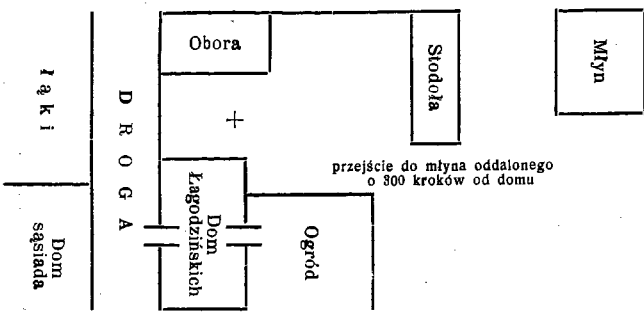 Obora
Stodoła
Młyn
łąki
DROGA
+
przejście do młyna oddalonego
o 300 kroków od domu
Dom
Łagodzińskich
Ogród
Dom
sąsiada